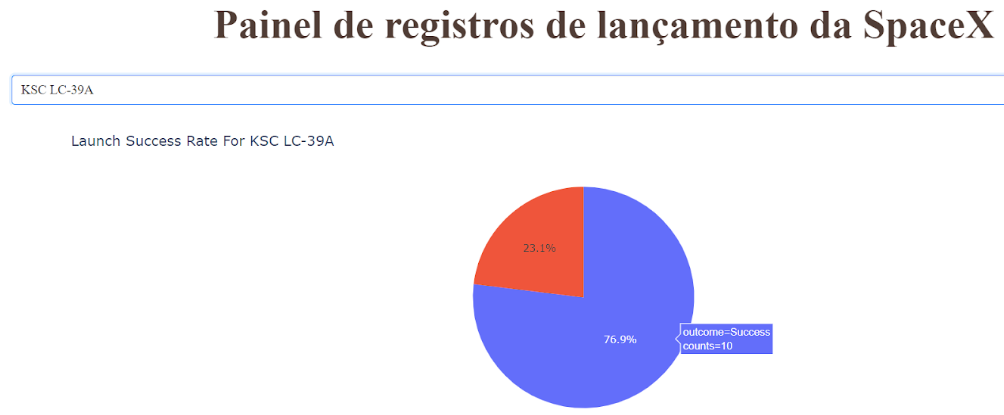 Painel de registros de lançamento da SpaceX
KSC LC-39A
Launch Success Rate For KSC LC-39A
23.1%
76.9%
outcome=Success
counts=10